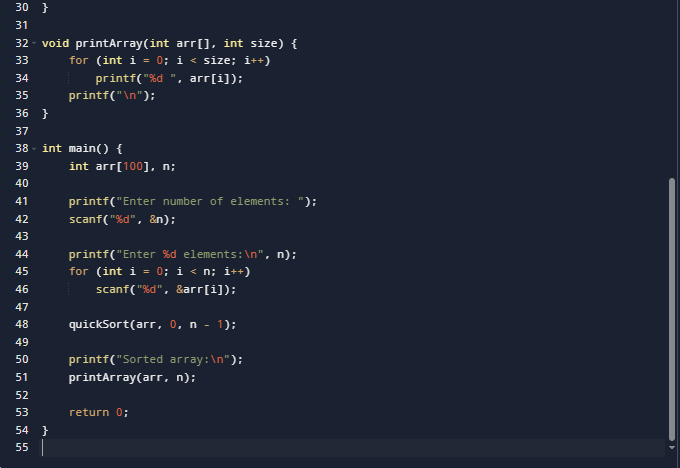 30 }
31
32 void printArray(int arr[], int size) {
33     for (int i = 0; i < size; i++)
34         printf("%d ", arr[i]);
35     printf("\n");
36 }
37
38 int main() {
39     int arr[100], n;
40
41     printf("Enter number of elements: ");
42     scanf("%d", &n);
43
44     printf("Enter %d elements:\n", n);
45     for (int i = 0; i < n; i++)
46         scanf("%d", &arr[i]);
47
48     quickSort(arr, 0, n - 1);
49
50     printf("Sorted array:\n");
51     printArray(arr, n);
52
53     return 0;
54 }
55